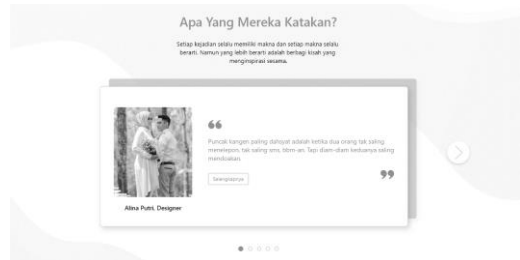 Apa Yang Mereka Katakan?
Setiap kejadian selalu memiliki makna dan setiap makna selalu
berarti. Namun yang lebih berarti adalah berbagi kisah yang
menginspirasi sesama.
“
Puncak kangen paling dahsyat adalah ketika dua orang tak saling
menelepon, tak saling sms, bbm-an. Tapi diam-diam keduanya saling
mendoakan.
Selengkapnya
”
Alina Putri, Designer